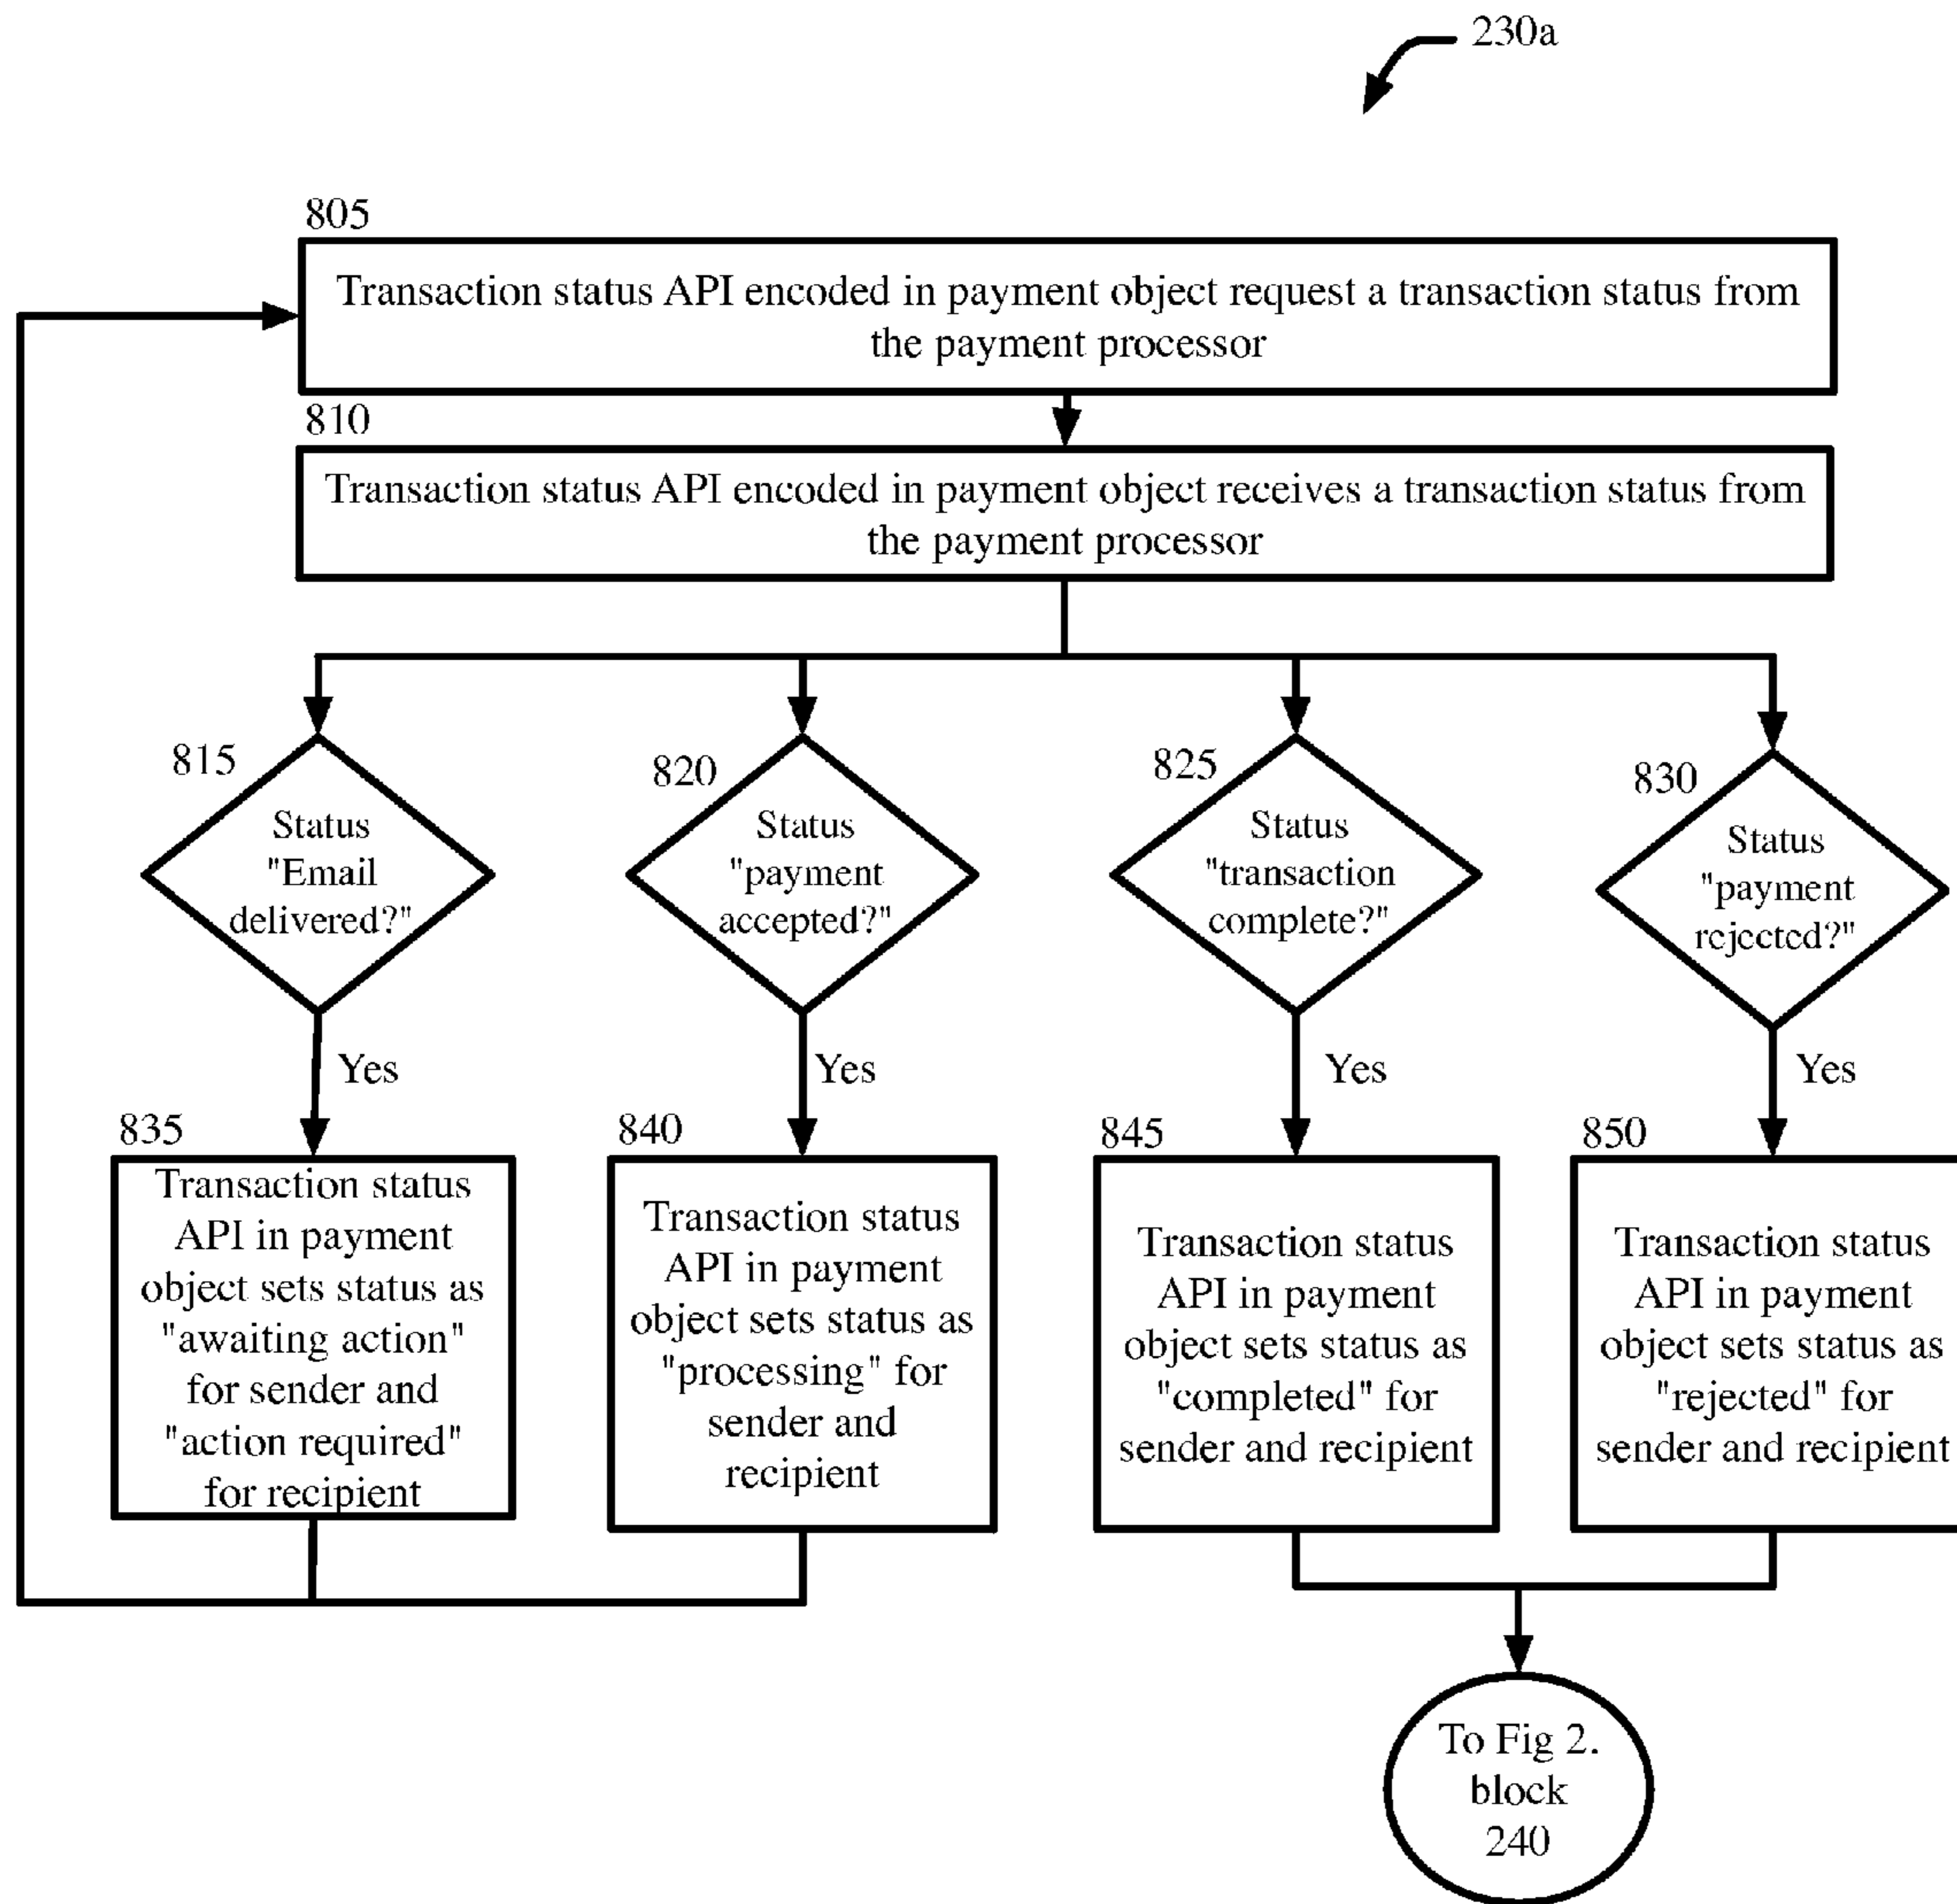 230a
805
Transaction status API encoded in payment object request a transaction status from
the payment processor
810
Transaction status API encoded in payment object receives a transaction status from
the payment processor
815
Status
"Email
delivered?"
820
Status
"payment
accepted?"
825
Status
"transaction
complete?"
830
Status
"payment
rejected?"
Yes
Yes
Yes
Yes
835
Transaction status
API in payment
object sets status as
"awaiting action"
for sender and
"action required"
for recipient
840
Transaction status
API in payment
object sets status as
"processing" for
sender and
recipient
845
Transaction status
API in payment
object sets status as
"completed" for
sender and recipient
850
Transaction status
API in payment
object sets status as
"rejected" for
sender and recipient
To Fig 2.
block
240